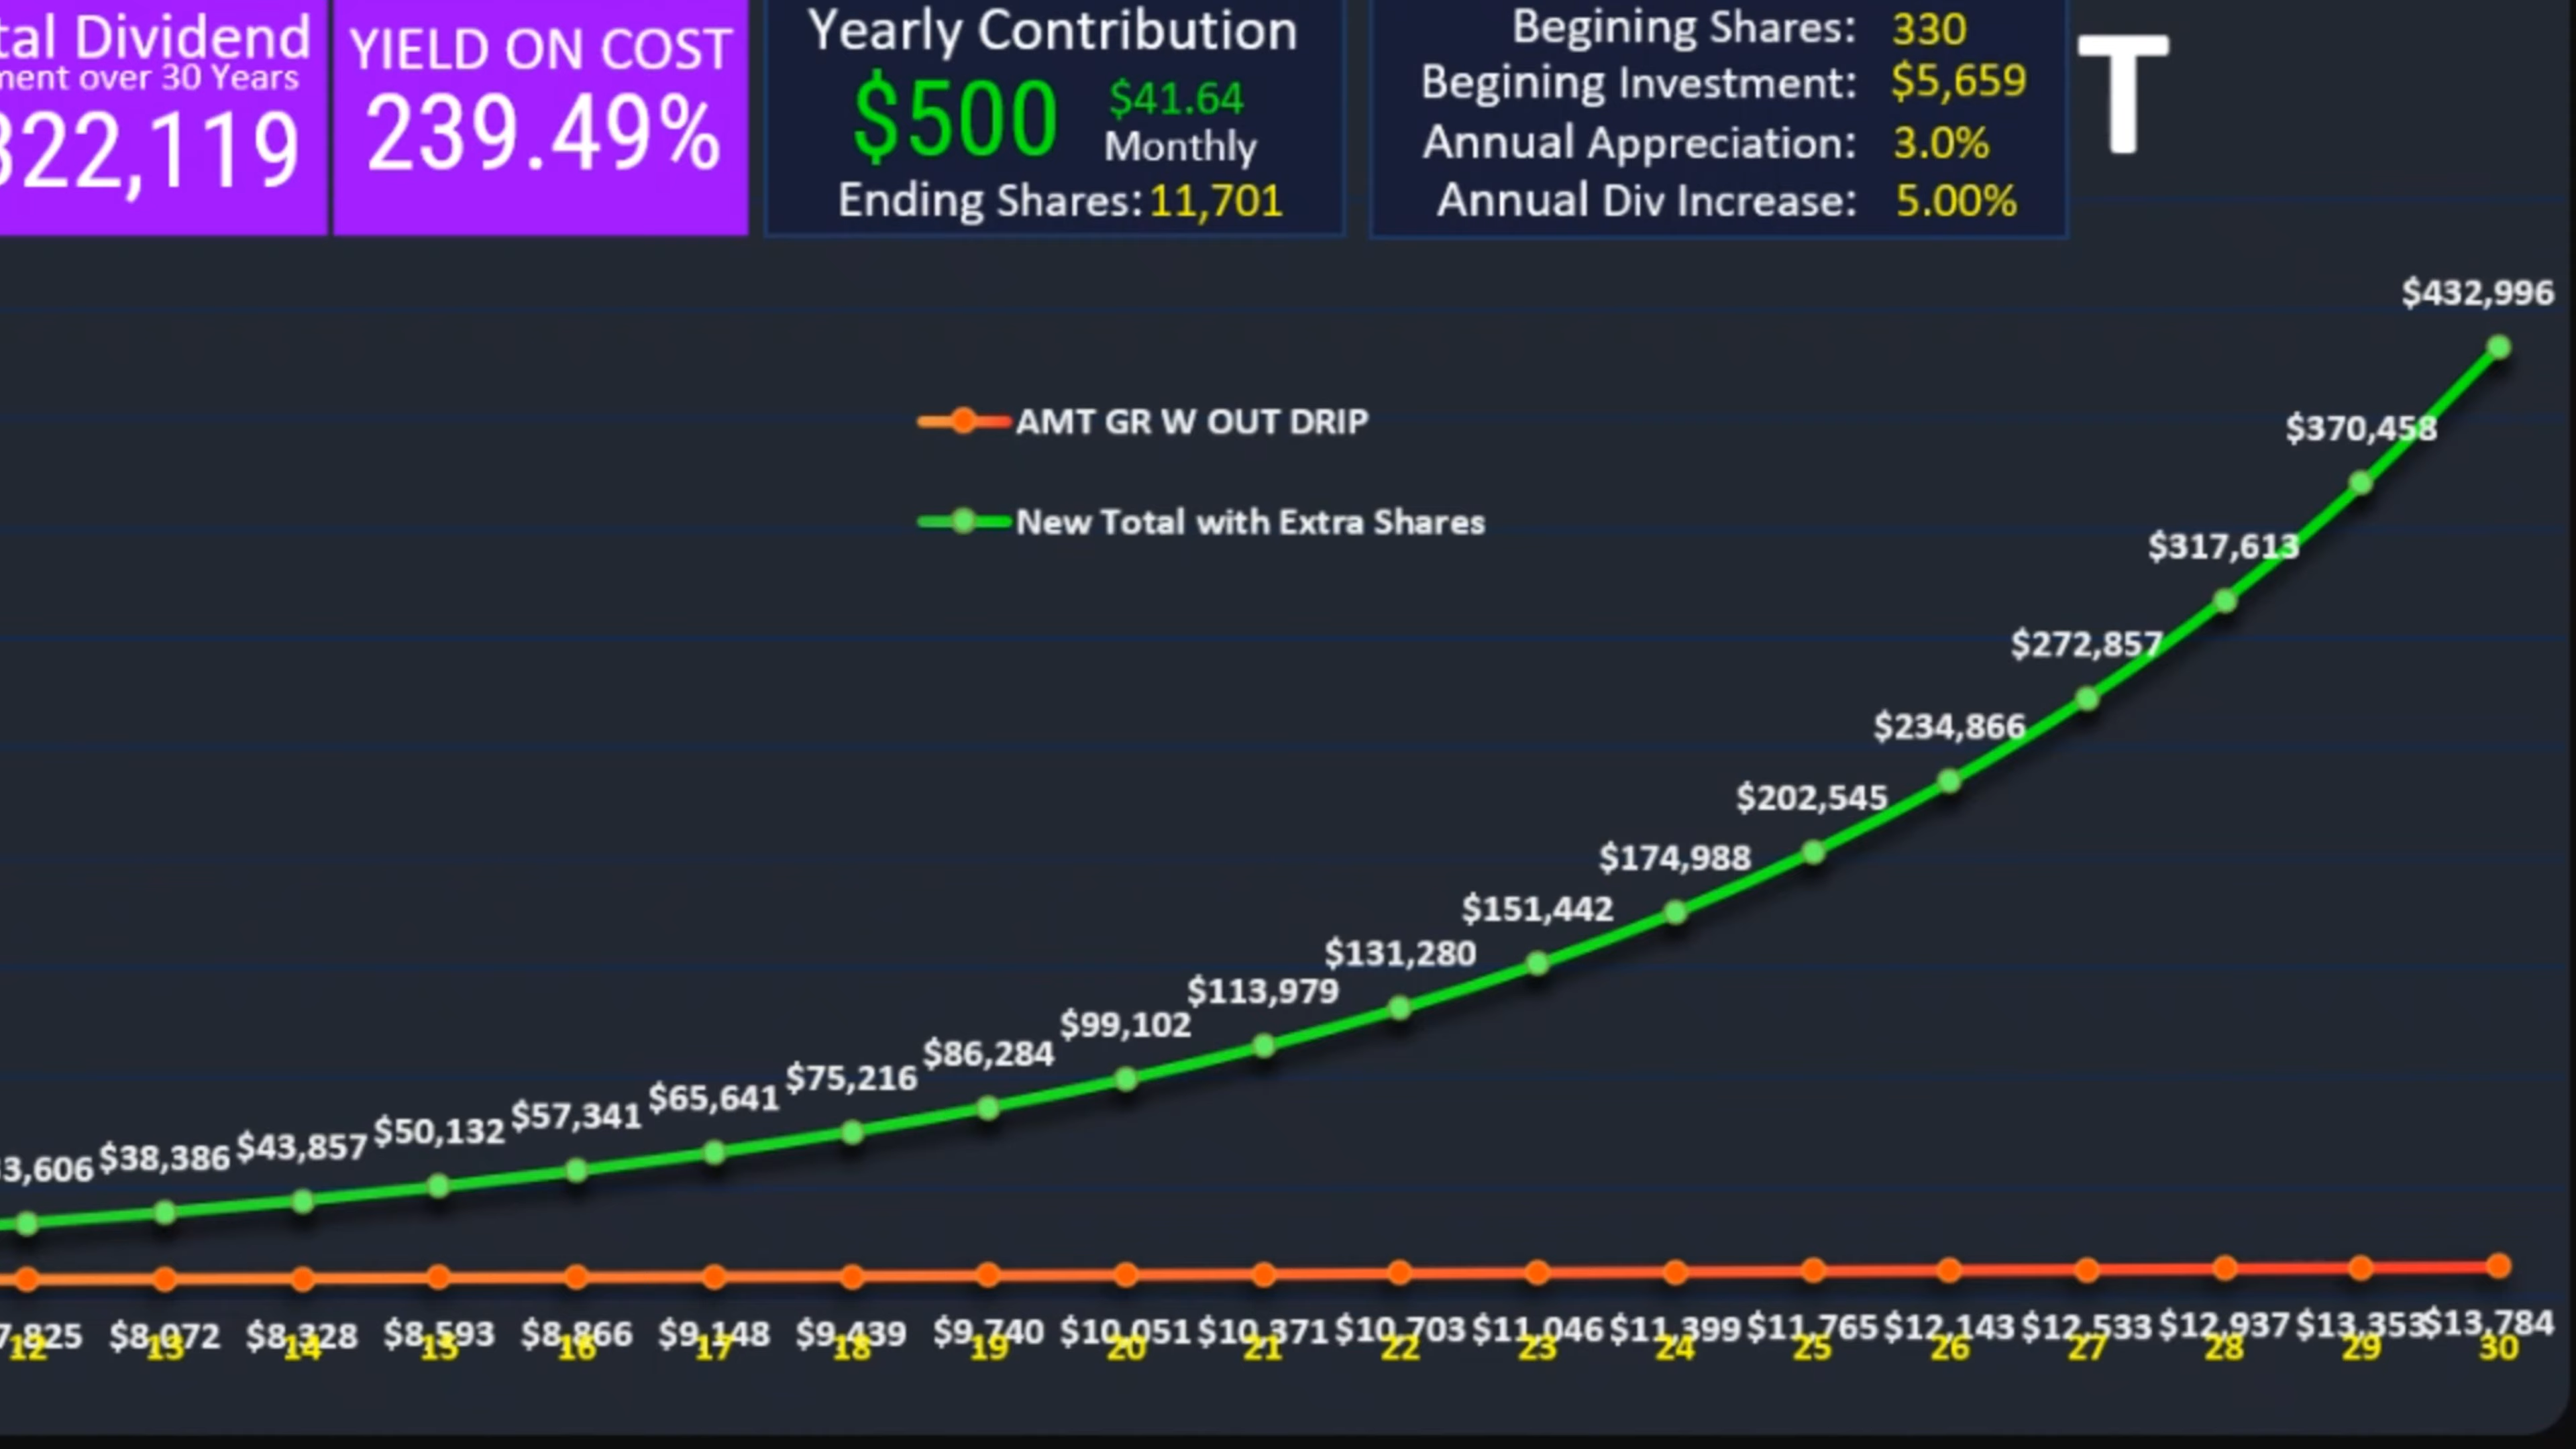 tal Dividend
ment over 30 Years
322,119
YIELD ON COST
239.49%
Yearly Contribution
$500
$41.64
Monthly
Ending Shares: 11,701
Begining Shares: 330
Begining Investment: $5,659
Annual Appreciation: 3.0%
Annual Div Increase: 5.00%
T
AMT GR W OUT DRIP
New Total with Extra Shares
$432,996
$370,458
$317,613
$272,857
$234,866
$202,545
$174,988
$151,442
$131,280
$113,979
$99,102
$86,284
$75,216
$65,641
$57,341
$50,132
$43,857
$38,386
3,606
7,825 $8,072 $8,328 $8,593 $8,866 $9,148 $9,439 $9,740 $10,051 $10,371 $10,703 $11,046 $11,399 $11,765 $12,143 $12,533 $12,937 $13,353 $13,784
12 13 14 15 16 17 18 19 20 21 22 23 24 25 26 27 28 29 30